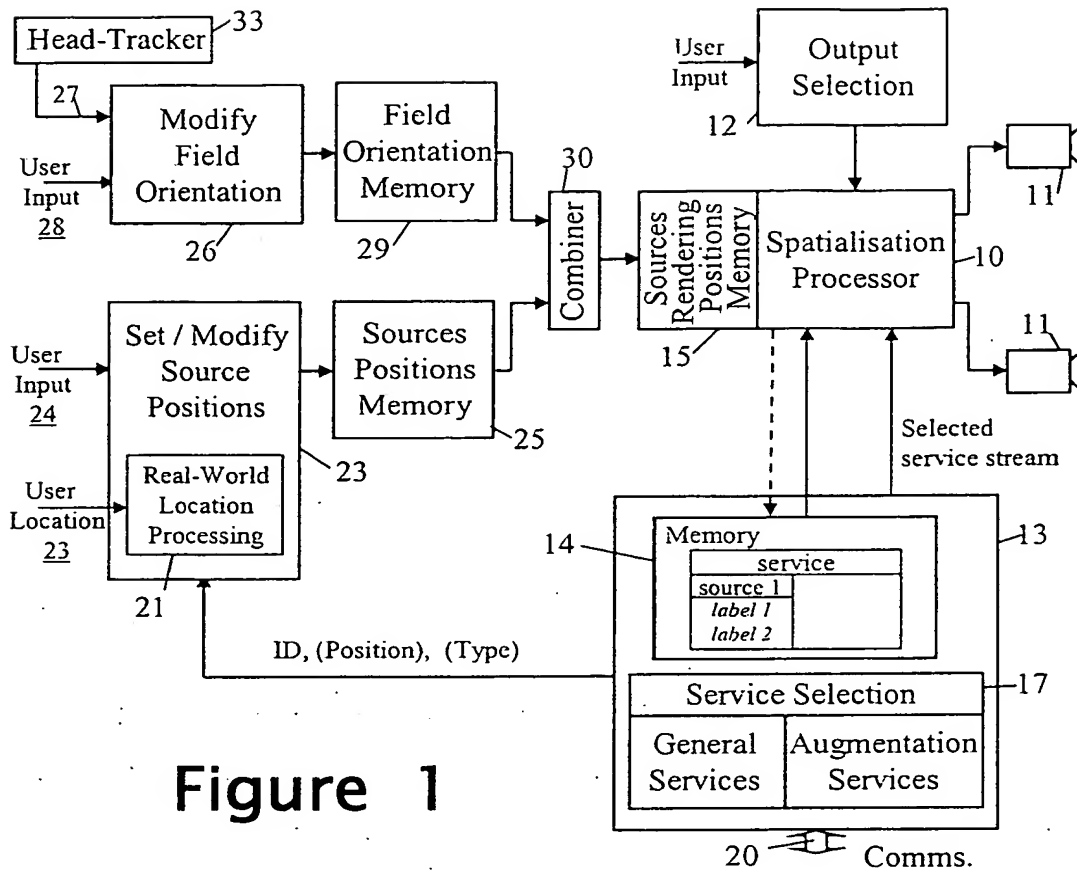 33
Head-Tracker
27
User
Input
28
Modify
Field
Orientation
26
Field
Orientation
Memory
29
30
Combiner
User
Input
Output
Selection
12
11
Sources
Rendering
Positions
Memory
15
Spatialisation
Processor
10
11
User
Input
24
Set / Modify
Source
Positions
Sources
Positions
Memory
25
23
User
Location
23
Real-World
Location
Processing
21
Selected
service stream
13
14
Memory
service
source 1
label 1
label 2
ID, (Position), (Type)
17
Service Selection
General
Services
Augmentation
Services
20
Comms.
Figure 1